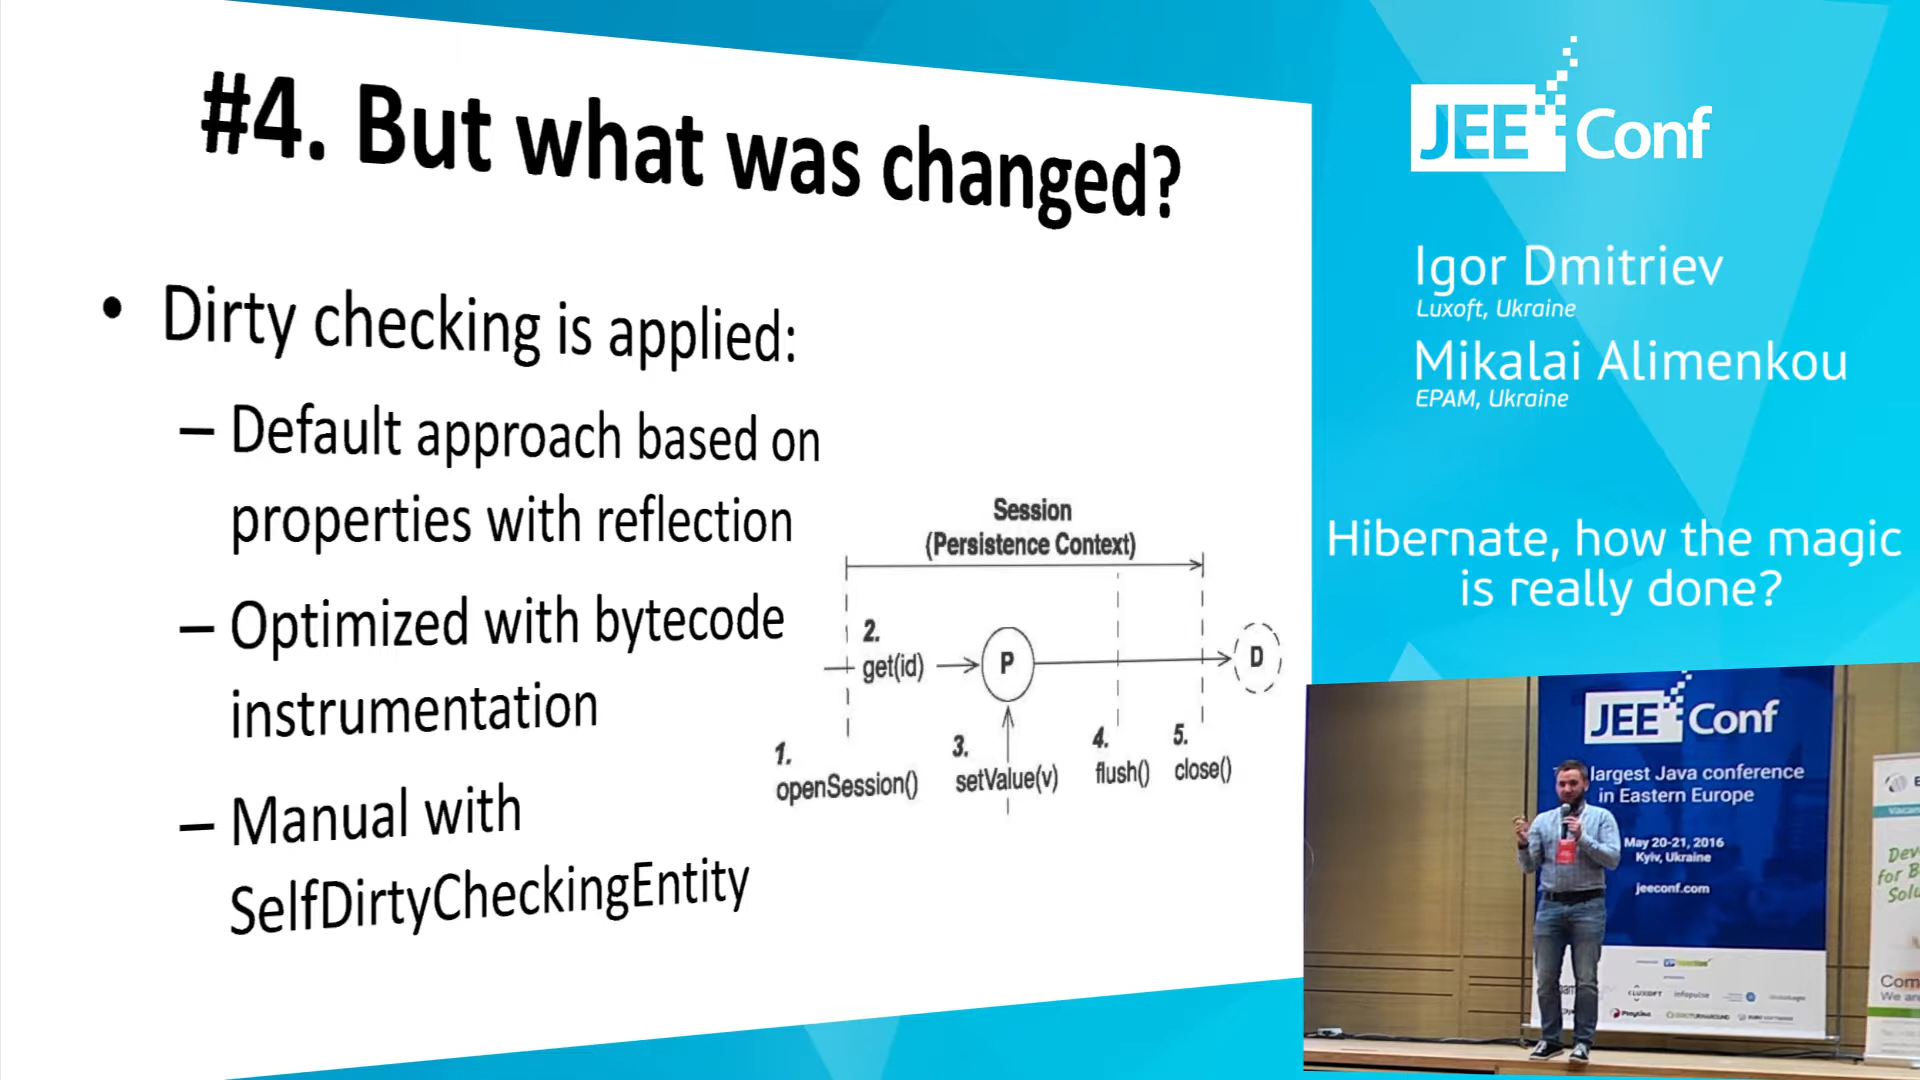 #4. But what was changed?
• Dirty checking is applied:
– Default approach based on
properties with reflection
– Optimized with bytecode
instrumentation
– Manual with
SelfDirtyCheckingEntity
Session
(Persistence Context)
2.
get(id)
P
D
1.
openSession()
3.
setValue(v)
4.
flush()
5.
close()
JEE Conf
Igor Dmitriev
Luxoft, Ukraine
Mikalai Alimenkou
EPAM, Ukraine
Hibernate, how the magic
is really done?
JEE Conf
largest Java conference
in Eastern Europe
May 20-21, 2016
Kyiv, Ukraine
jeeconf.com
LUXOFT
infopulse
Playtika